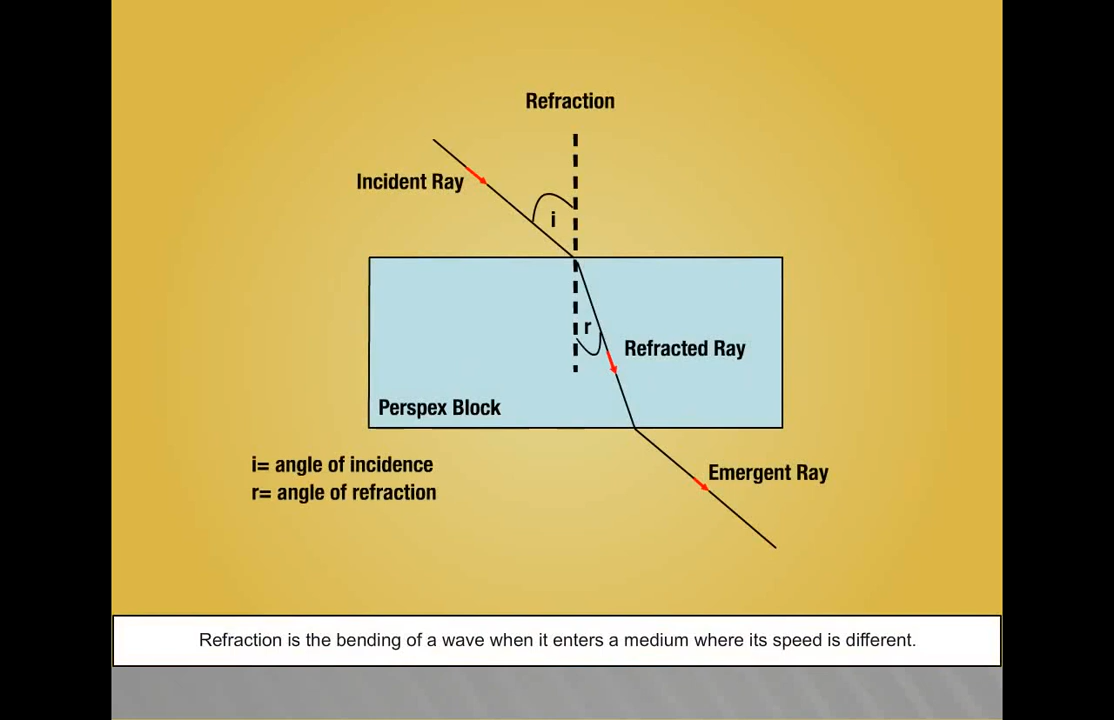 Refraction
Incident Ray
i
r
Refracted Ray
Perspex Block
i= angle of incidence
r= angle of refraction
Emergent Ray
Refraction is the bending of a wave when it enters a medium where its speed is different.